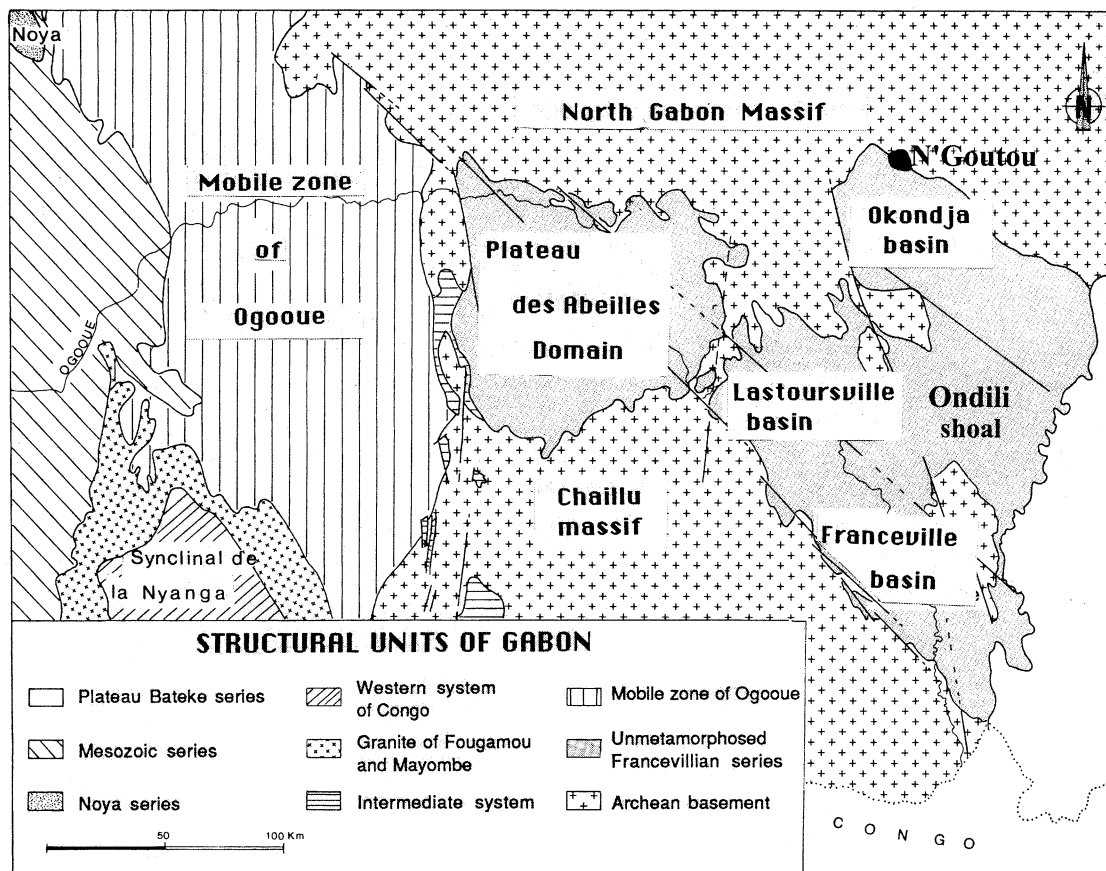 Noya
North Gabon Massif
N
N'Goutou
Mobile zone
of
Ogooue
OGOOUE
Okondja
basin
Plateau
des Abeilles
Domain
Lastoursville
basin
Ondili
shoal
Chaillu
massif
Franceville
basin
Synclinal de
la Nyanga
STRUCTURAL UNITS OF GABON
Plateau Bateke series
Mesozoic series
Noya series
Western system
of Congo
Granite of Fougamou
and Mayombe
Intermediate system
Mobile zone of Ogooue
Unmetamorphosed
Francevillian series
Archean basement
50 100 Km
CONGO